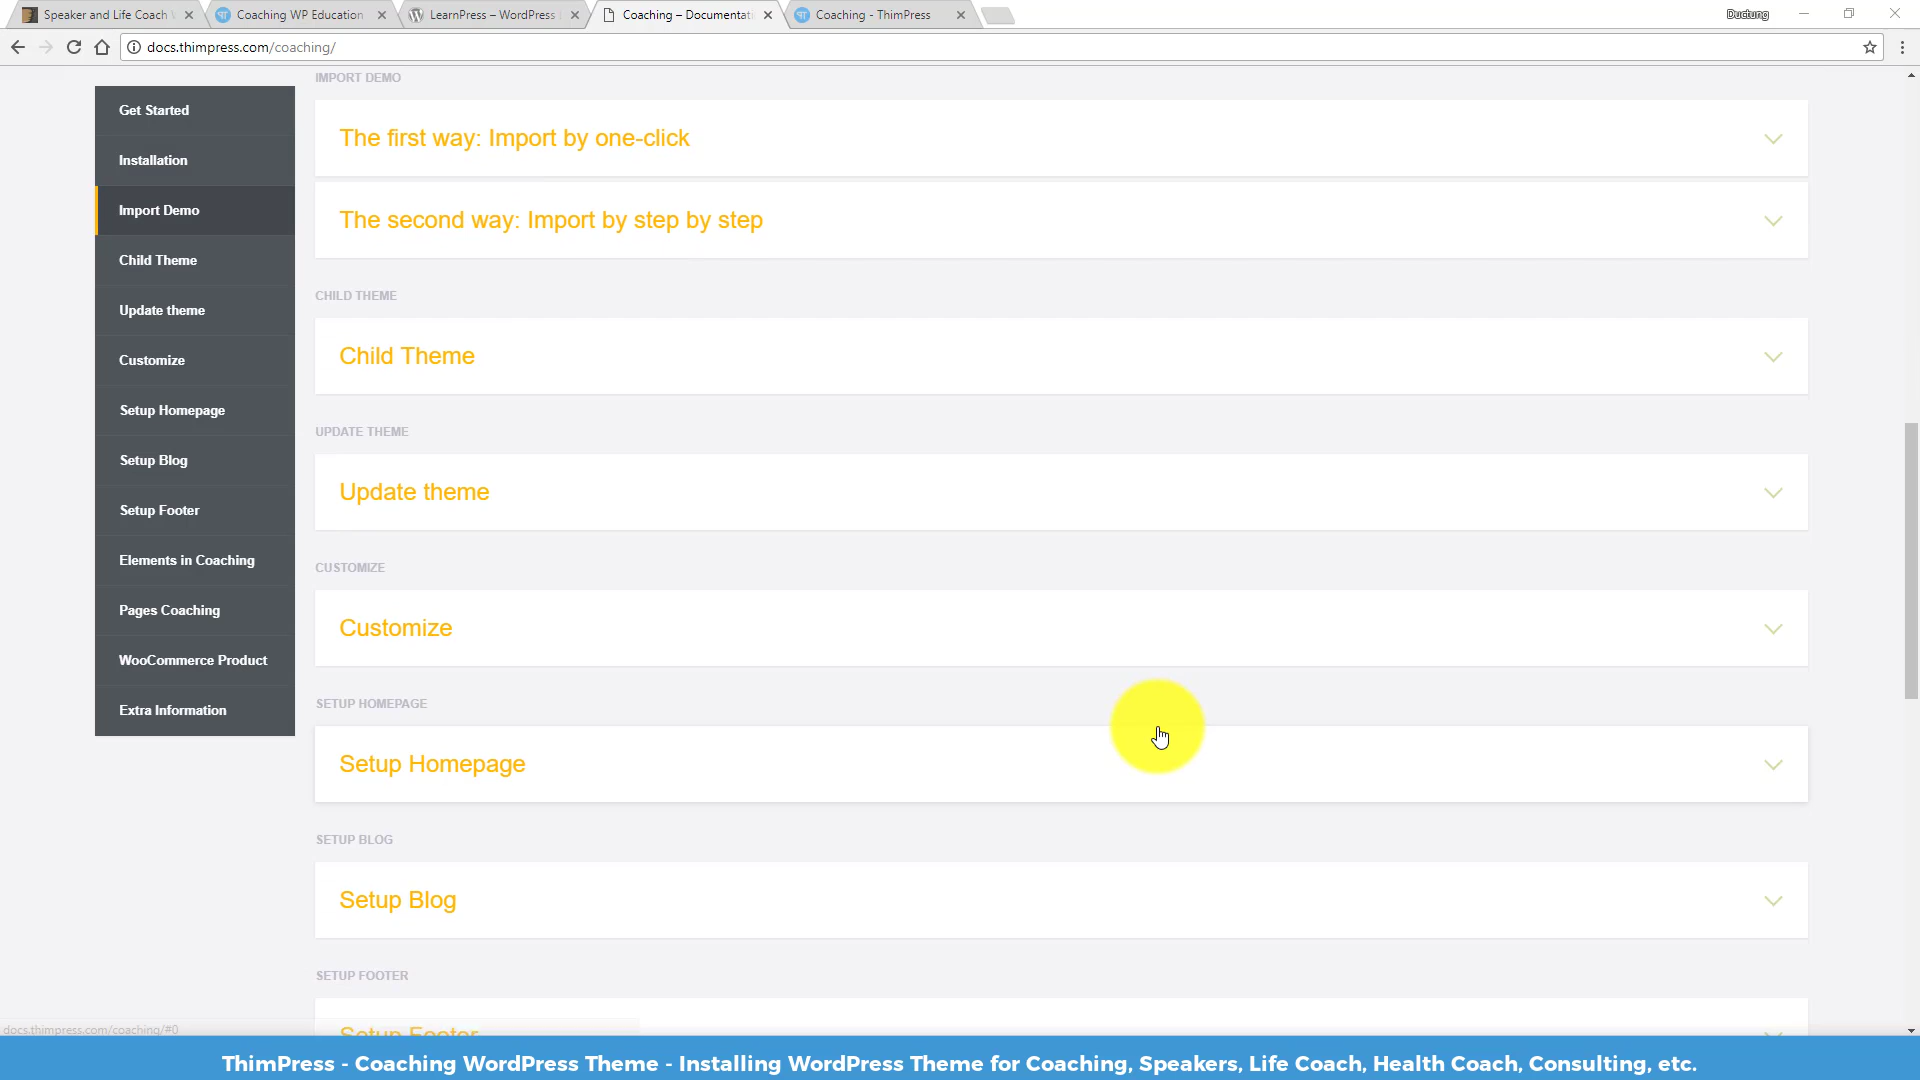 Speaker and Life Coach
Coaching WP Education
LearnPress – WordPress
Coaching – Documentat
Coaching - ThimPress
Ductung
docs.thimpress.com/coaching/
IMPORT DEMO
Get Started
Installation
Import Demo
Child Theme
Update theme
Customize
Setup Homepage
Setup Blog
Setup Footer
Elements in Coaching
Pages Coaching
WooCommerce Product
Extra Information
The first way: Import by one-click
The second way: Import by step by step
CHILD THEME
Child Theme
UPDATE THEME
Update theme
CUSTOMIZE
Customize
SETUP HOMEPAGE
Setup Homepage
SETUP BLOG
Setup Blog
SETUP FOOTER
Setup Footer
docs.thimpress.com/coaching/#0
ThimPress - Coaching WordPress Theme - Installing WordPress Theme for Coaching, Speakers, Life Coach, Health Coach, Consulting, etc.